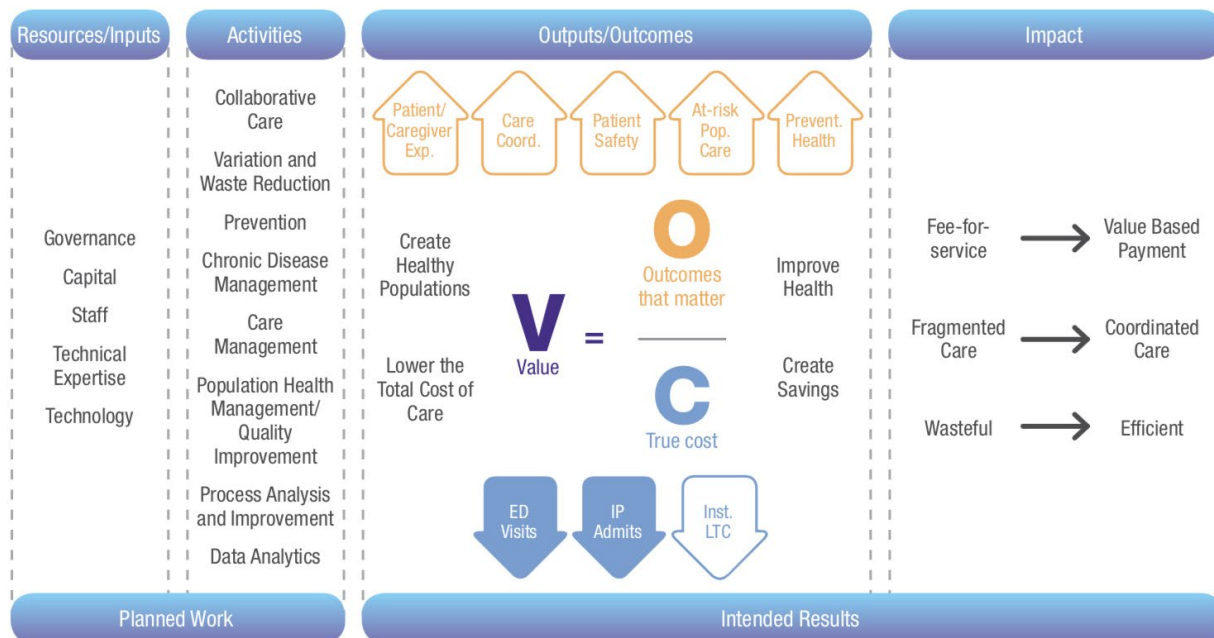 Resources/Inputs
Activities
Outputs/Outcomes
Impact
Governance
Capital
Staff
Technical
Expertise
Technology
Collaborative
Care
Variation and
Waste Reduction
Prevention
Chronic Disease
Management
Care
Management
Population Health
Management/
Quality
Improvement
Process Analysis
and Improvement
Data Analytics
Patient/
Caregiver
Exp.
Care
Coord.
Patient
Safety
At-risk
Pop.
Care
Prevent.
Health
Create
Healthy
Populations
Lower the
Total Cost of
Care
V
Value
=
O
Outcomes
that matter
C
True cost
Improve
Health
Create
Savings
ED
Visits
IP
Admits
Inst.
LTC
Fee-for-
service
Value Based
Payment
Fragmented
Care
Coordinated
Care
Wasteful
Efficient
Planned Work
Intended Results